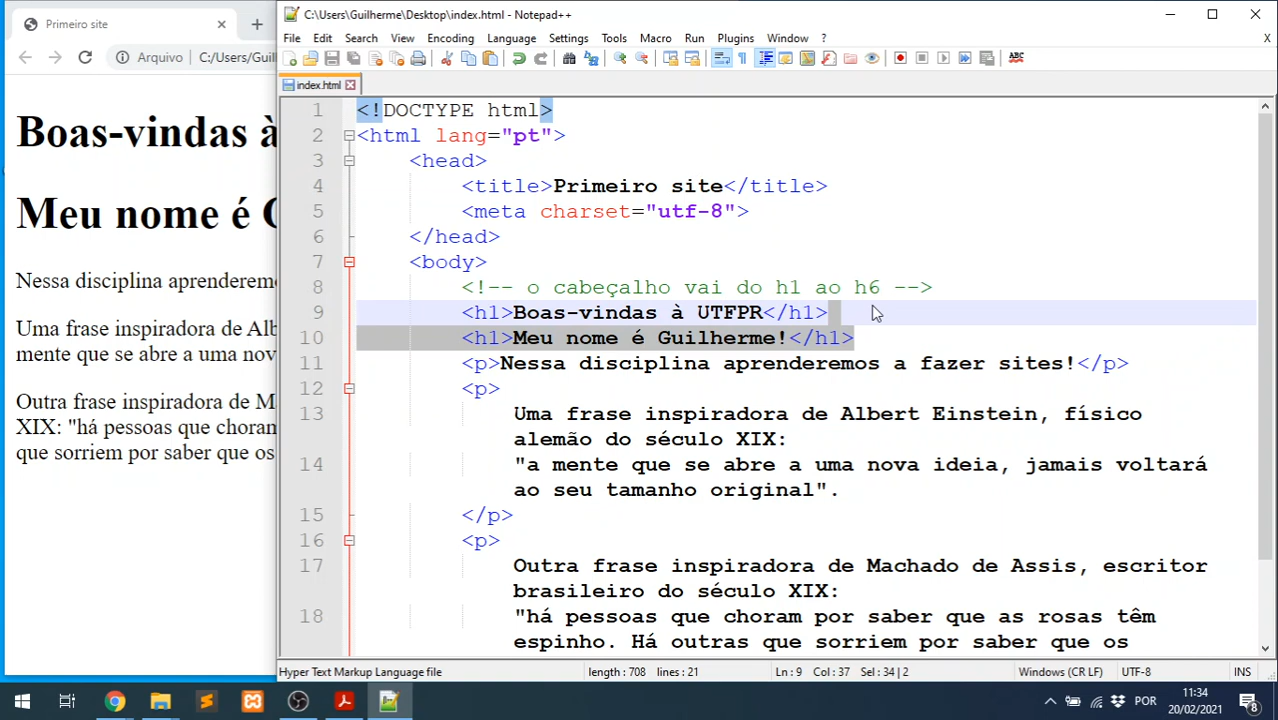 Primeiro site
Arquivo
C:/Users/Guil
Boas-vindas à
Meu nome é G
Nessa disciplina aprenderemo
Uma frase inspiradora de Alb
mente que se abre a uma nov
Outra frase inspiradora de M
XIX: "há pessoas que choram
que sorriem por saber que os
C:\Users\Guilherme\Desktop\index.html - Notepad++
File Edit Search View Encoding Language Settings Tools Macro Run Plugins Window ? X
index.html
1 <!DOCTYPE html>
2 <html lang="pt">
3 <head>
4 <title>Primeiro site</title>
5 <meta charset="utf-8">
6 </head>
7 <body>
8 <!-- o cabeçalho vai do h1 ao h6 -->
9 <h1>Boas-vindas à UTFPR</h1>
10 <h1>Meu nome é Guilherme!</h1>
11 <p>Nessa disciplina aprenderemos a fazer sites!</p>
12 <p>
13 Uma frase inspiradora de Albert Einstein, físico
alemão do século XIX:
14 "a mente que se abre a uma nova ideia, jamais voltará
ao seu tamanho original".
15 </p>
16 <p>
17 Outra frase inspiradora de Machado de Assis, escritor
brasileiro do século XIX:
18 "há pessoas que choram por saber que as rosas têm
espinho. Há outras que sorriem por saber que os
Hyper Text Markup Language file length : 708 lines : 21 Ln : 9 Col : 37 Sel : 34 | 2 Windows (CR LF) UTF-8 INS
POR
11:34
20/02/2021
8